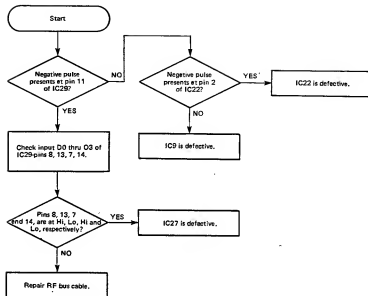 Start
Negative pulse
presents at pin 11
of IC29?
NO
Negative pulse
presents at pin 2
of IC22?
YES
IC22 is defective.
YES
NO
Check input D0 thru D3 of
IC29-pins 8, 13, 7, 14.
IC9 is defective.
Pins 8, 13, 7
and 14, are at Hi, Lo, Hi and
Lo, respectively?
YES
IC27 is defective.
NO
Repair RF bus cable.